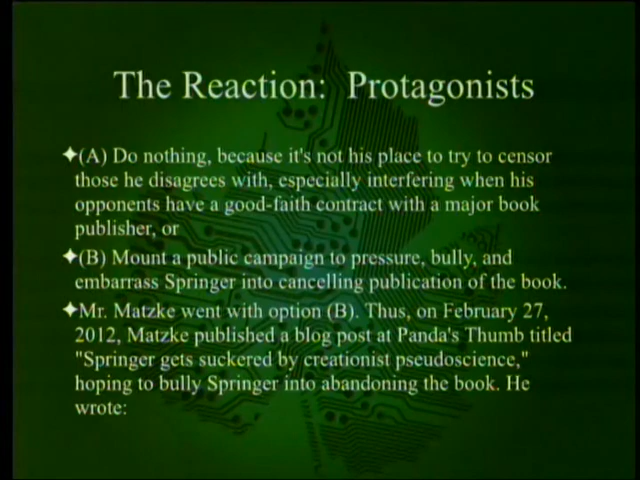 The Reaction: Protagonists
✦(A) Do nothing, because it's not his place to try to censor
those he disagrees with, especially interfering when his
opponents have a good-faith contract with a major book
publisher, or
✦(B) Mount a public campaign to pressure, bully, and
embarrass Springer into cancelling publication of the book.
✦Mr. Matzke went with option (B). Thus, on February 27,
2012, Matzke published a blog post at Panda's Thumb titled
"Springer gets suckered by creationist pseudoscience,"
hoping to bully Springer into abandoning the book. He
wrote: